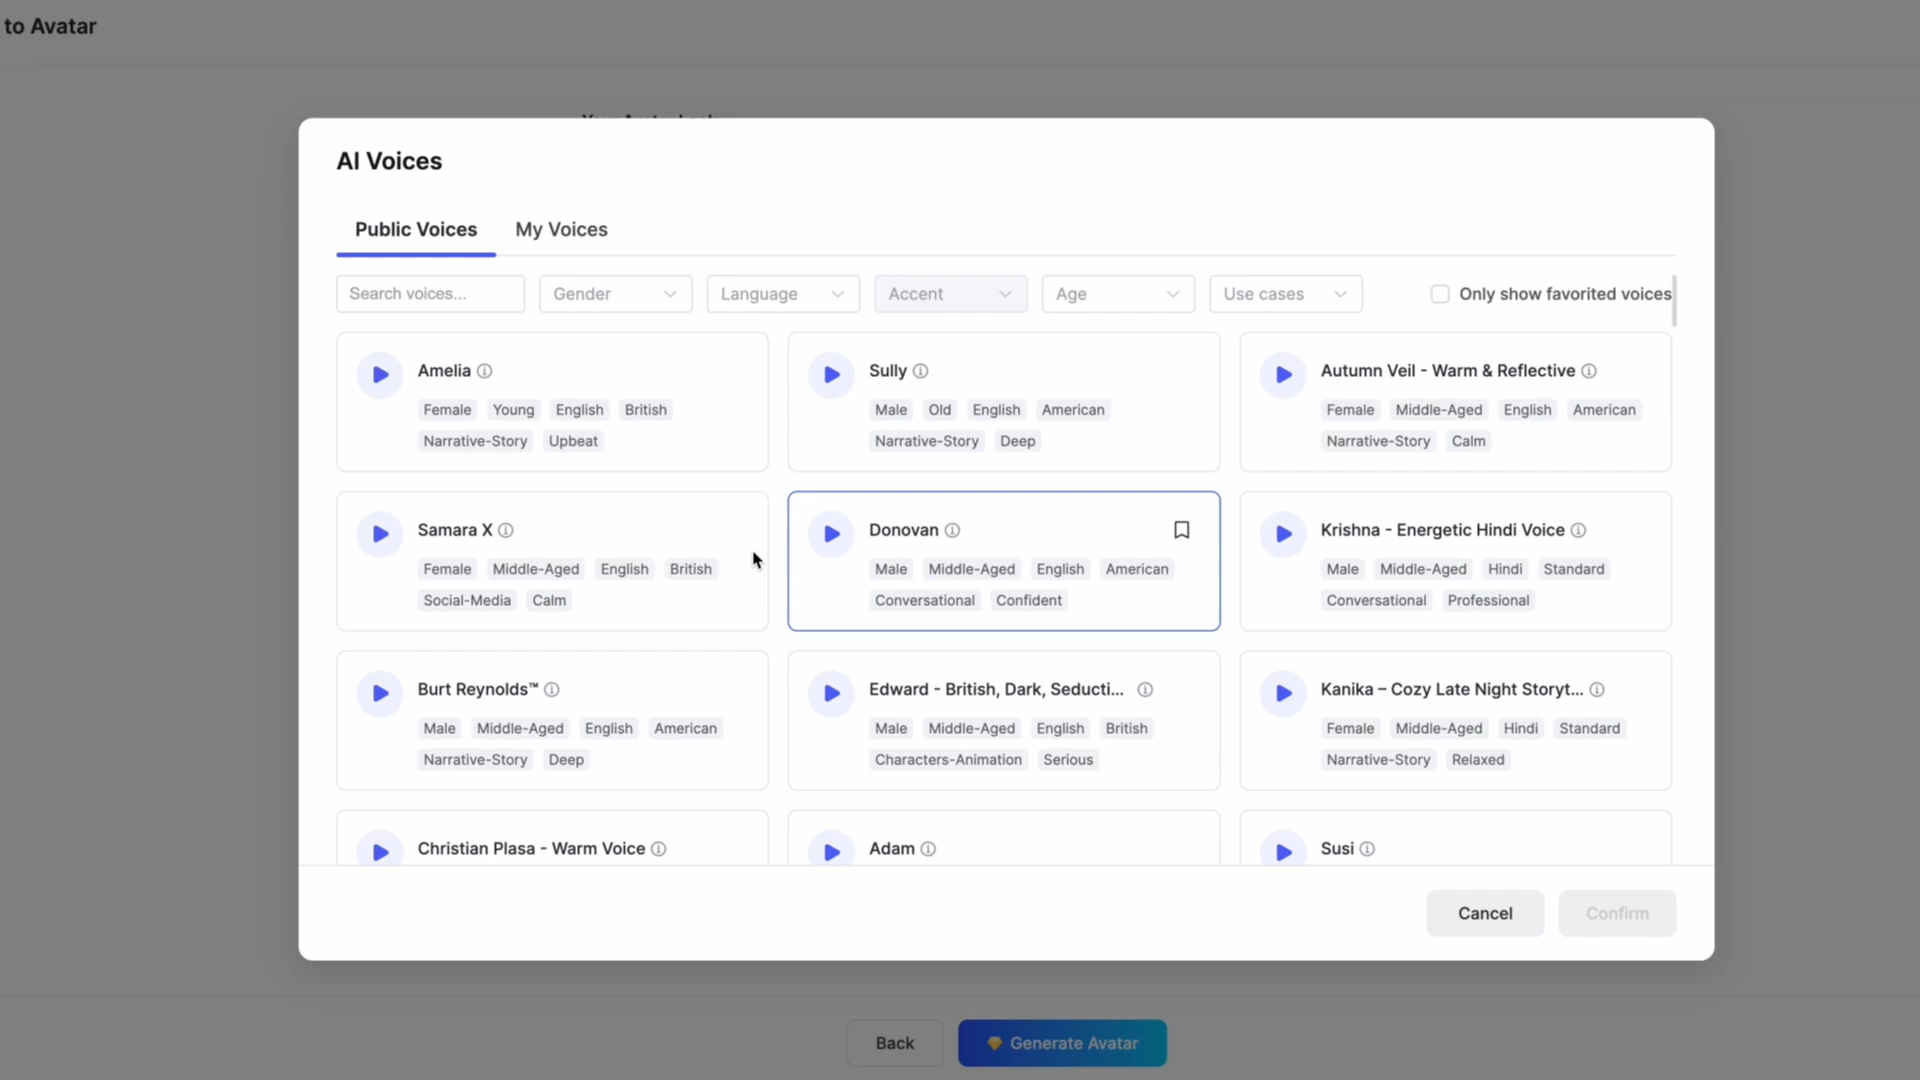 to Avatar
AI Voices
Public Voices
My Voices
Search voices...
Gender
Language
Accent
Age
Use cases
Only show favorited voices
Amelia
Female Young English British
Narrative-Story Upbeat
Sully
Male Old English American
Narrative-Story Deep
Autumn Veil - Warm & Reflective
Female Middle-Aged English American
Narrative-Story Calm
Samara X
Female Middle-Aged English British
Social-Media Calm
Donovan
Male Middle-Aged English American
Conversational Confident
Krishna - Energetic Hindi Voice
Male Middle-Aged Hindi Standard
Conversational Professional
Burt Reynolds™
Male Middle-Aged English American
Narrative-Story Deep
Edward - British, Dark, Seducti...
Male Middle-Aged English British
Characters-Animation Serious
Kanika – Cozy Late Night Storyt...
Female Middle-Aged Hindi Standard
Narrative-Story Relaxed
Christian Plasa - Warm Voice
Adam
Susi
Cancel
Confirm
Back
Generate Avatar